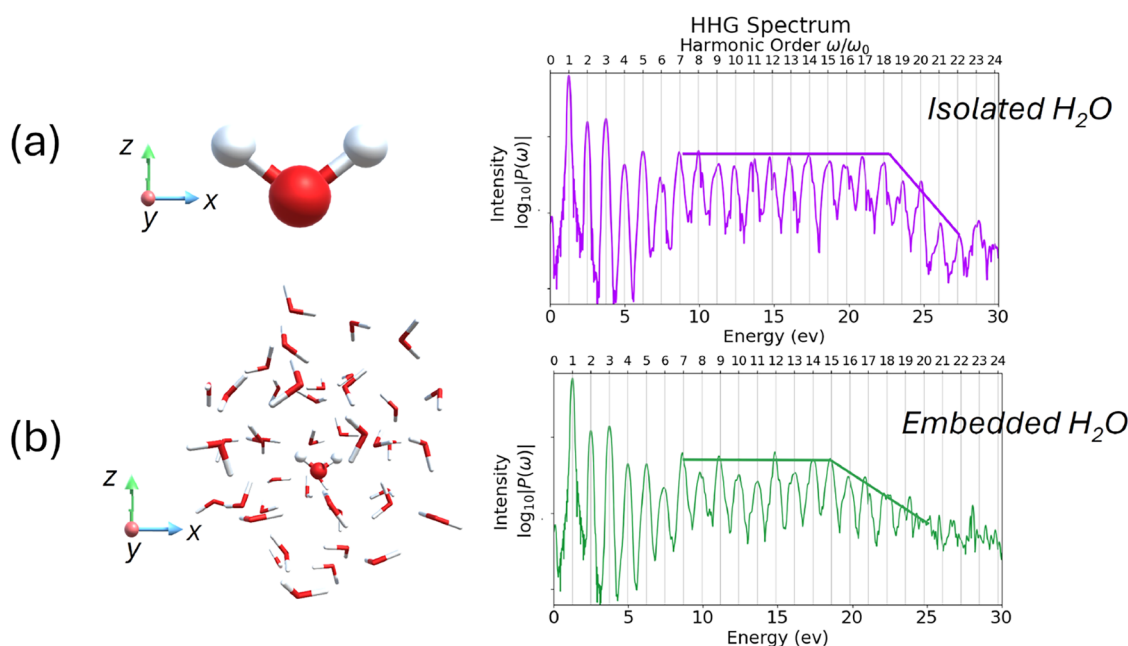 (a)
z
x
y
HHG Spectrum
Harmonic Order ω/ω0
0 1 2 3 4 5 6 7 8 9 10 11 12 13 14 15 16 17 18 19 20 21 22 23 24
Isolated H2O
Intensity
log10|P(ω)|
0 5 10 15 20 25 30
Energy (ev)
(b)
z
x
y
0 1 2 3 4 5 6 7 8 9 10 11 12 13 14 15 16 17 18 19 20 21 22 23 24
Embedded H2O
Intensity
log10|P(ω)|
0 5 10 15 20 25 30
Energy (ev)